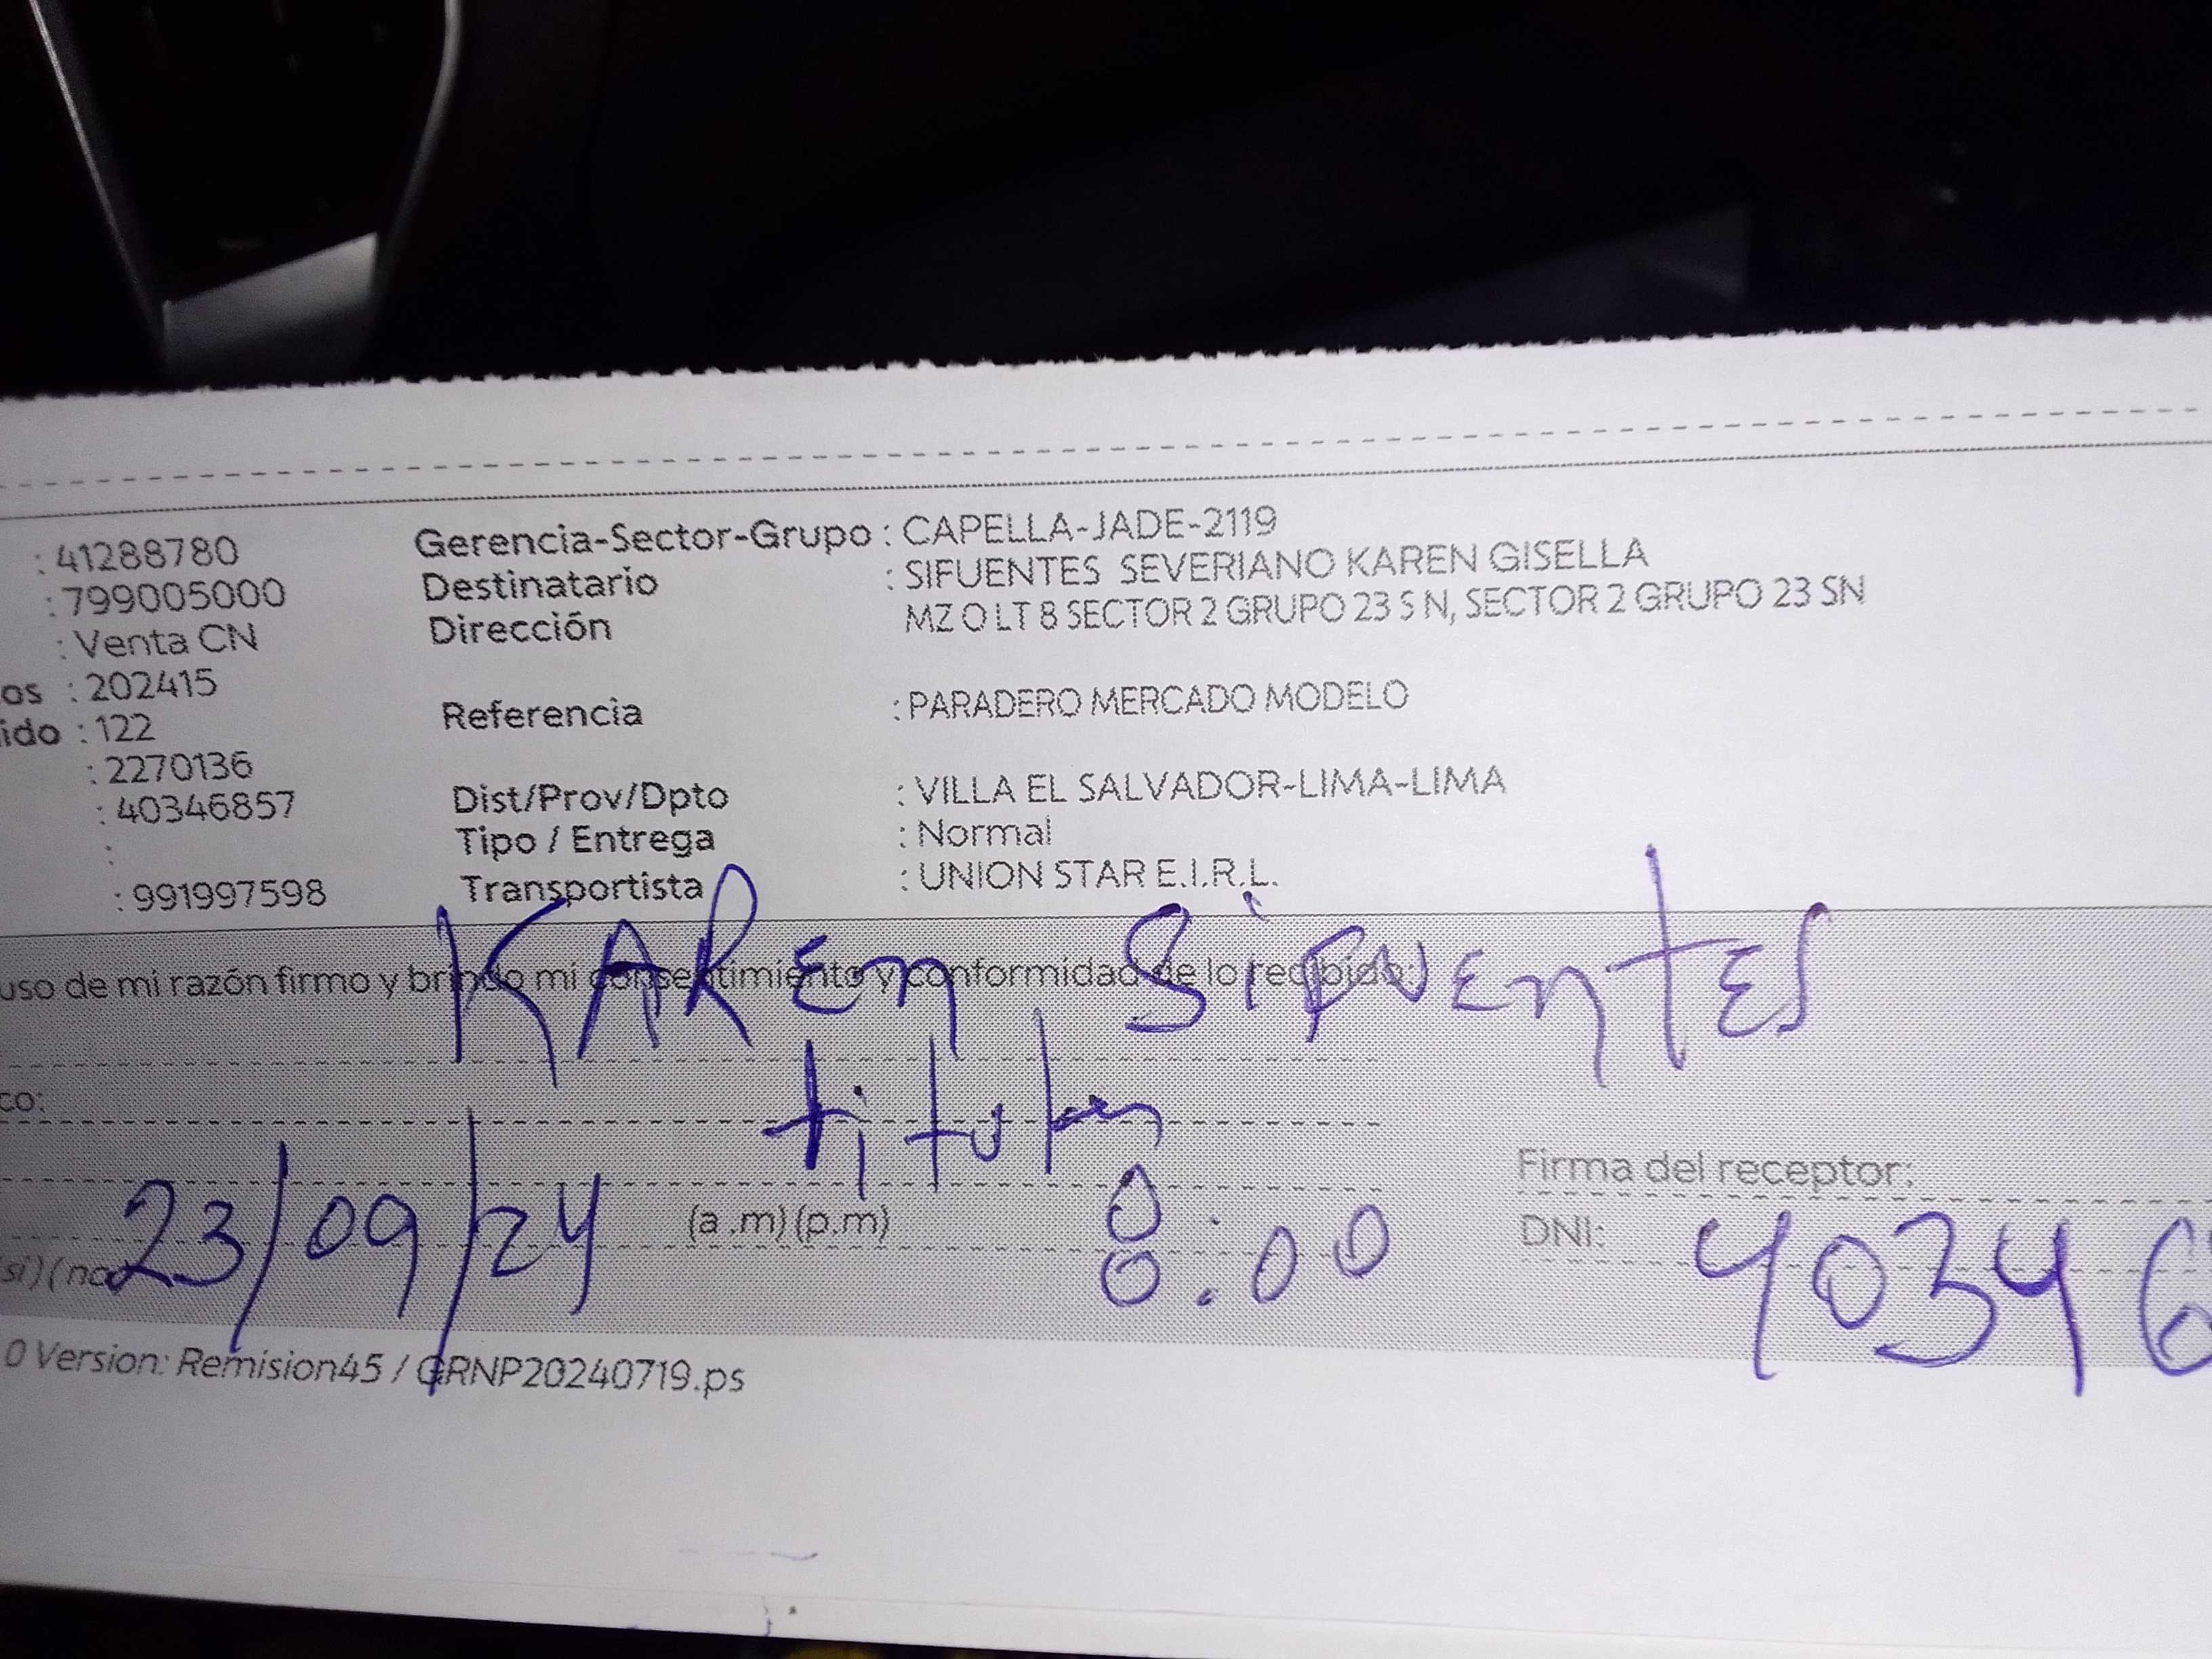 : 41288780 Gerencia-Sector-Grupo : CAPELLA-JADE-2119
: 799005000 Destinatario : SIFUENTES SEVERIANO KAREN GISELLA
: Venta CN Dirección MZ O LT 8 SECTOR 2 GRUPO 23 S N, SECTOR 2 GRUPO 23 SN
os : 202415
ido : 122 Referencia : PARADERO MERCADO MODELO
: 2270136
: 40346857 Dist/Prov/Dpto : VILLA EL SALVADOR-LIMA-LIMA
: Tipo / Entrega : Normal
: 991997598 Transportista : UNION STAR E.I.R.L.
KAREN SIFUENTES
uso de mi razón firmo y brindo mi consentimiento y conformidad de lo recibido:
titular
co:
Firma del receptor:
23/09/24 (a .m) (p.m) 8:00 DNI: 40346
si) ( no
0 Version: Remision45 / GRNP20240719.ps